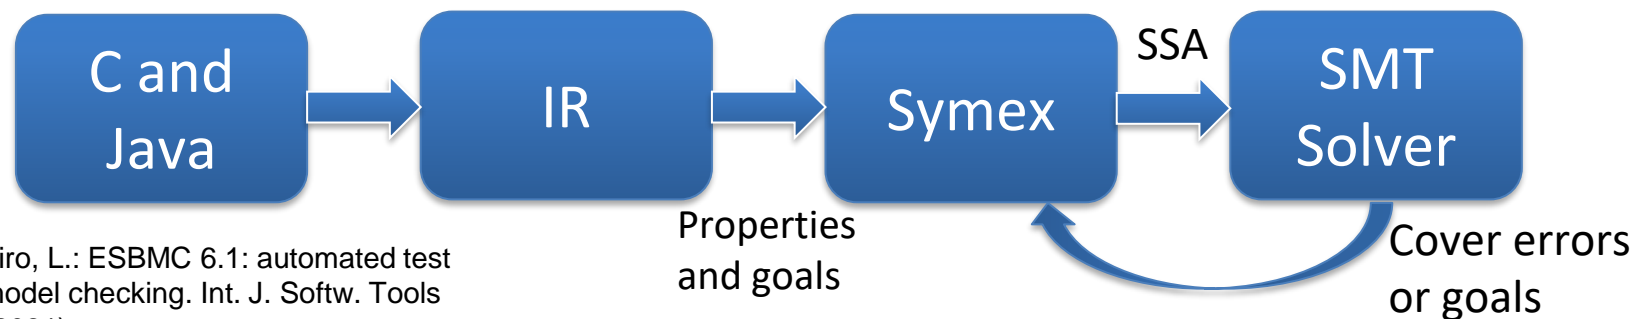 C and
Java
IR
Symex
SSA
SMT
Solver
Properties
and goals
Cover errors
or goals
iro, L.: ESBMC 6.1: automated test
model checking. Int. J. Softw. Tools